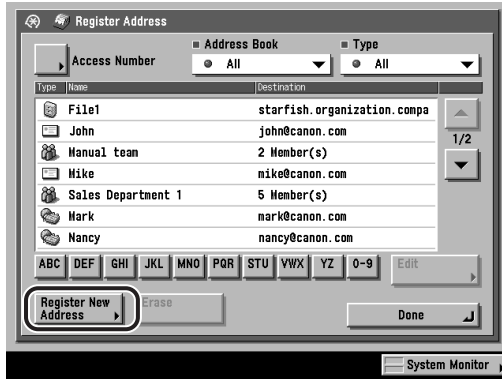 Register Address
Access Number
Address Book
All
Type
All
Type Name Destination
File1 starfish.organization.compa
John john@canon.com
Manual team 2 Member(s)
Mike mike@canon.com
Sales Department 1 5 Member(s)
Mark mark@canon.com
Nancy nancy@canon.com
1/2
ABC DEF GHI JKL MNO PQR STU VWX YZ 0-9 Edit
Register New
Address
Erase
Done
System Monitor